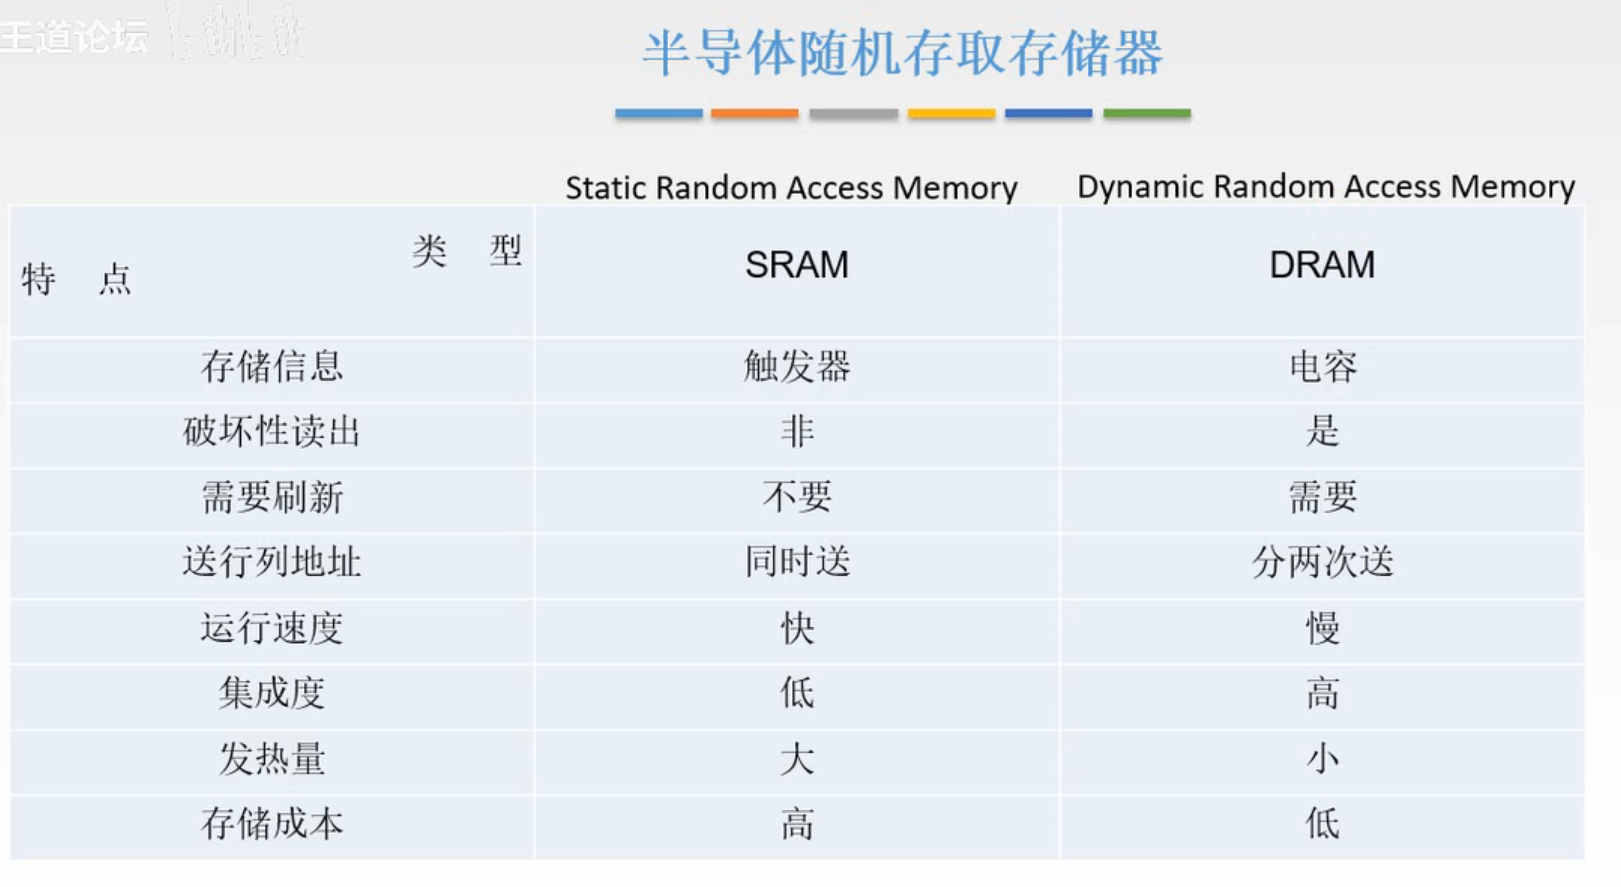 王道论坛 bilibili
半导体随机存取存储器
Static Random Access Memory Dynamic Random Access Memory
类 型
特 点
SRAM DRAM
存储信息 触发器 电容
破坏性读出 非 是
需要刷新 不要 需要
送行列地址 同时送 分两次送
运行速度 快 慢
集成度 低 高
发热量 大 小
存储成本 高 低